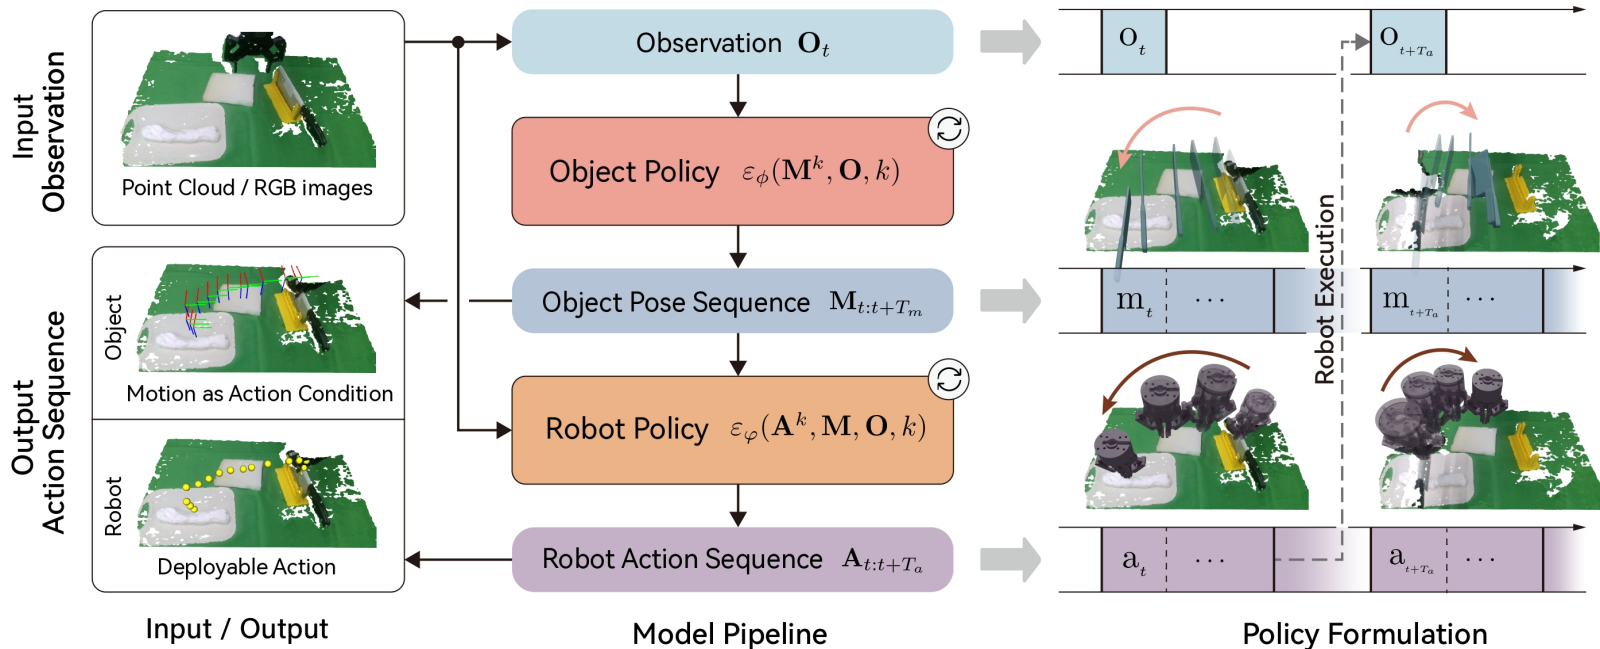 Input
Observation
Point Cloud / RGB images
Output
Action Sequence
Object
Motion as Action Condition
Robot
Deployable Action
Input / Output
Observation O_t
Object Policy ε_ϕ(M^k, O, k)
Object Pose Sequence M_{t:t+T_m}
Robot Policy ε_φ(A^k, M, O, k)
Robot Action Sequence A_{t:t+T_a}
Model Pipeline
o_t
o_{t+T_a}
Robot Execution
m_t ···
m_{t+T_a} ···
a_t ···
a_{t+T_a} ···
Policy Formulation